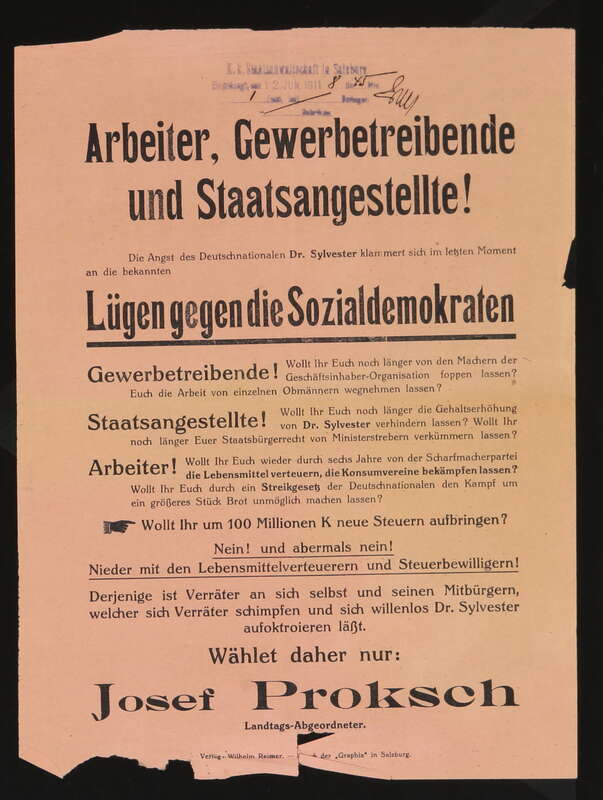 K. k. Staatsanwaltschaft in Salzburg
12 JUN. 1911
Arbeiter, Gewerbetreibende
und Staatsangestellte!
Die Angst des Deutschnationalen Dr. Sylvester klammert sich im letzten Moment
an die bekannten
Lügen gegen die Sozialdemokraten
Gewerbetreibende! Wollt Ihr Euch noch länger von den Machern der
Geschäftsinhaber-Organisation foppen lassen?
Euch die Arbeit von einzelnen Obmännern wegnehmen lassen?
Staatsangestellte! Wollt Ihr Euch noch länger die Gehaltserhöhung
von Dr. Sylvester verhindern lassen? Wollt Ihr
noch länger Euer Staatsbürgerrecht von Ministerstrebern verkümmern lassen?
Arbeiter! Wollt Ihr Euch wieder durch sechs Jahre von der Scharfmacherpartei
die Lebensmittel verteuern, die Konsumvereine bekämpfen lassen?
Wollt Ihr Euch durch ein Streikgesetz der Deutschnationalen den Kampf um
ein größeres Stück Brot unmöglich machen lassen?
Wollt Ihr um 100 Millionen K neue Steuern aufbringen?
Nein! und abermals nein!
Nieder mit den Lebensmittelverteuerern und Steuerbewilligern!
Derjenige ist Verräter an sich selbst und seinen Mitbürgern,
welcher sich Verräter schimpfen und sich willenlos Dr. Sylvester
aufoktroieren läßt.
Wählet daher nur:
Josef Proksch
Landtags-Abgeordneter.
Verlag: Wilhelm Reimer. — der „Graphia" in Salzburg.